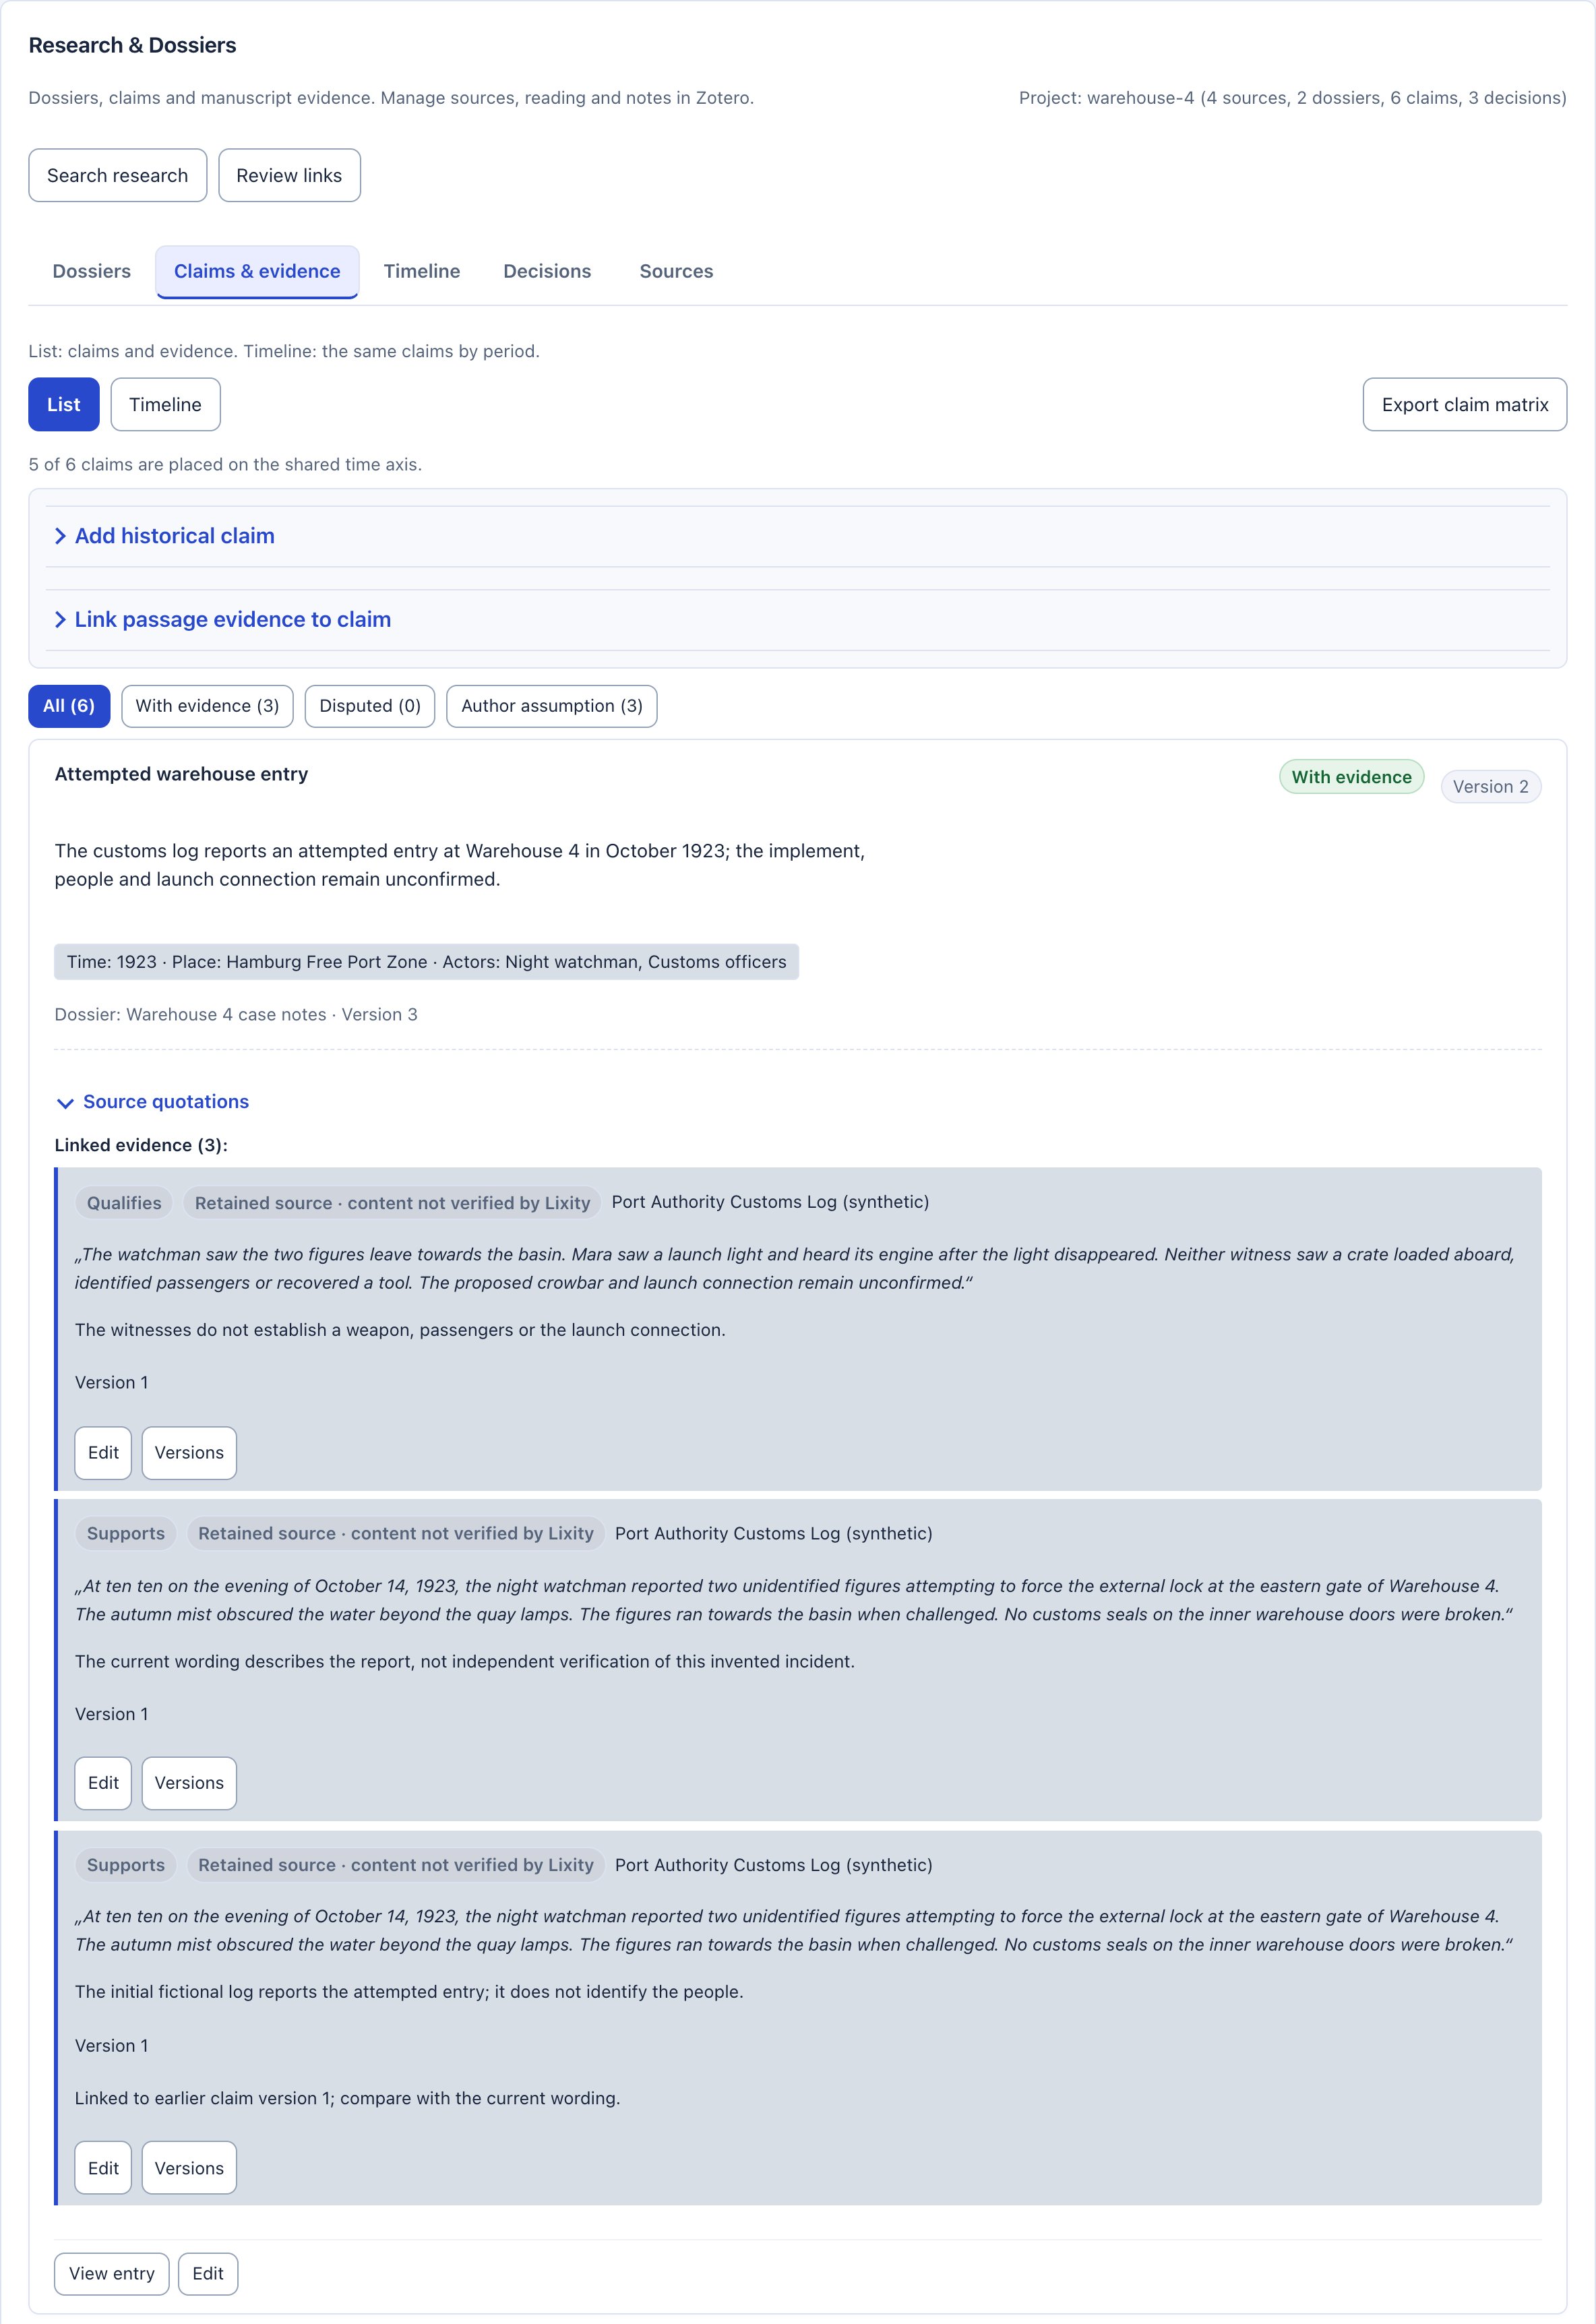 Research & Dossiers
Dossiers, claims and manuscript evidence. Manage sources, reading and notes in Zotero.
Project: warehouse-4 (4 sources, 2 dossiers, 6 claims, 3 decisions)
Search research
Review links
Dossiers
Claims & evidence
Timeline
Decisions
Sources
List: claims and evidence. Timeline: the same claims by period.
List
Timeline
Export claim matrix
5 of 6 claims are placed on the shared time axis.
Add historical claim
Link passage evidence to claim
All (6)
With evidence (3)
Disputed (0)
Author assumption (3)
Attempted warehouse entry
With evidence
Version 2
The customs log reports an attempted entry at Warehouse 4 in October 1923; the implement,
people and launch connection remain unconfirmed.
Time: 1923 · Place: Hamburg Free Port Zone · Actors: Night watchman, Customs officers
Dossier: Warehouse 4 case notes · Version 3
Source quotations
Linked evidence (3):
Qualifies
Retained source · content not verified by Lixity
Port Authority Customs Log (synthetic)
„The watchman saw the two figures leave towards the basin. Mara saw a launch light and heard its engine after the light disappeared. Neither witness saw a crate loaded aboard,
identified passengers or recovered a tool. The proposed crowbar and launch connection remain unconfirmed.“
The witnesses do not establish a weapon, passengers or the launch connection.
Version 1
Edit
Versions
Supports
Retained source · content not verified by Lixity
Port Authority Customs Log (synthetic)
„At ten ten on the evening of October 14, 1923, the night watchman reported two unidentified figures attempting to force the external lock at the eastern gate of Warehouse 4.
The autumn mist obscured the water beyond the quay lamps. The figures ran towards the basin when challenged. No customs seals on the inner warehouse doors were broken.“
The current wording describes the report, not independent verification of this invented incident.
Version 1
Edit
Versions
Supports
Retained source · content not verified by Lixity
Port Authority Customs Log (synthetic)
„At ten ten on the evening of October 14, 1923, the night watchman reported two unidentified figures attempting to force the external lock at the eastern gate of Warehouse 4.
The autumn mist obscured the water beyond the quay lamps. The figures ran towards the basin when challenged. No customs seals on the inner warehouse doors were broken.“
The initial fictional log reports the attempted entry; it does not identify the people.
Version 1
Linked to earlier claim version 1; compare with the current wording.
Edit
Versions
View entry
Edit